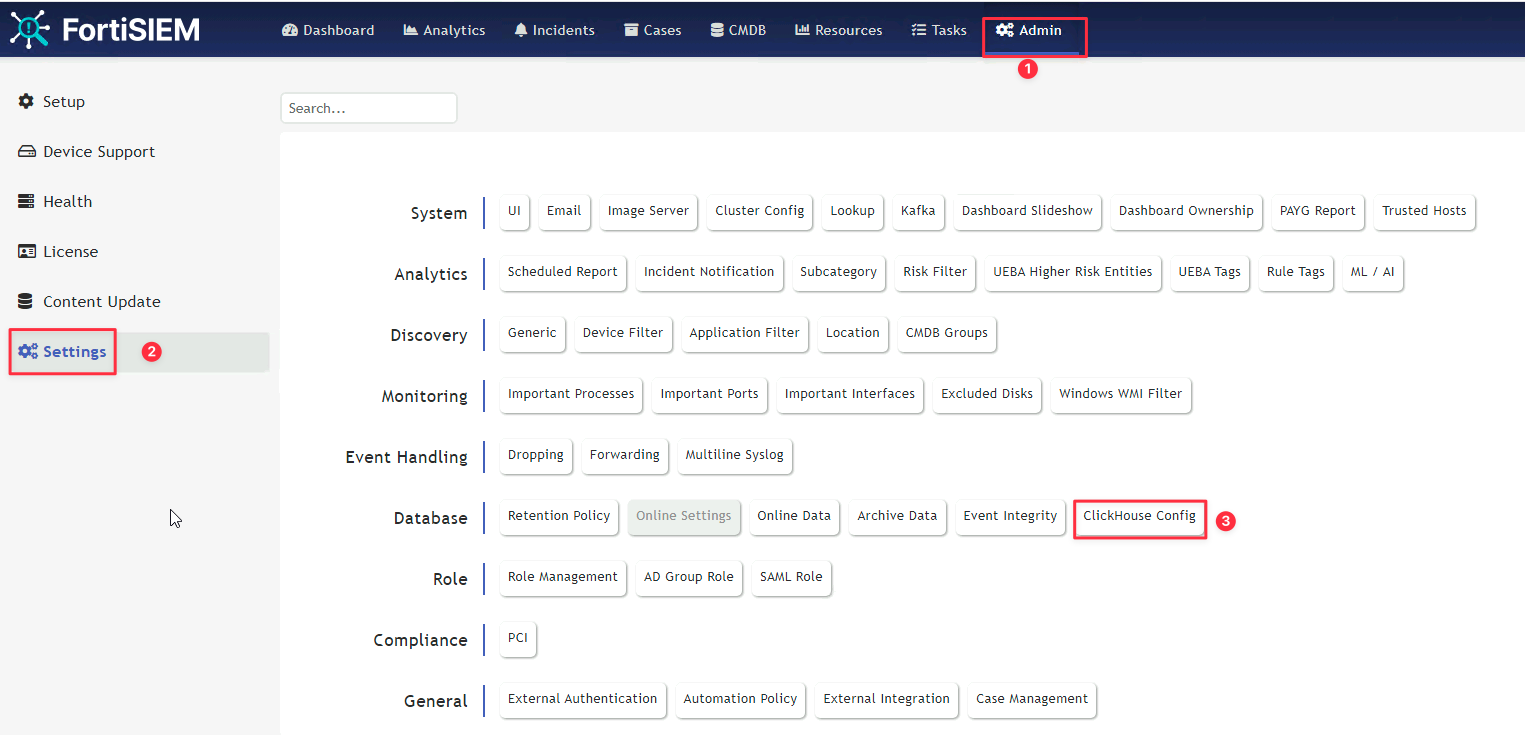 FortiSIEM Dashboard Analytics Incidents Cases CMDB Resources Tasks Admin
1
Setup
Device Support
Health
License
Content Update
Settings 2
Search...
System UI Email Image Server Cluster Config Lookup Kafka Dashboard Slideshow Dashboard Ownership PAYG Report Trusted Hosts
Analytics Scheduled Report Incident Notification Subcategory Risk Filter UEBA Higher Risk Entities UEBA Tags Rule Tags ML / AI
Discovery Generic Device Filter Application Filter Location CMDB Groups
Monitoring Important Processes Important Ports Important Interfaces Excluded Disks Windows WMI Filter
Event Handling Dropping Forwarding Multiline Syslog
Database Retention Policy Online Settings Online Data Archive Data Event Integrity ClickHouse Config 3
Role Role Management AD Group Role SAML Role
Compliance PCI
General External Authentication Automation Policy External Integration Case Management